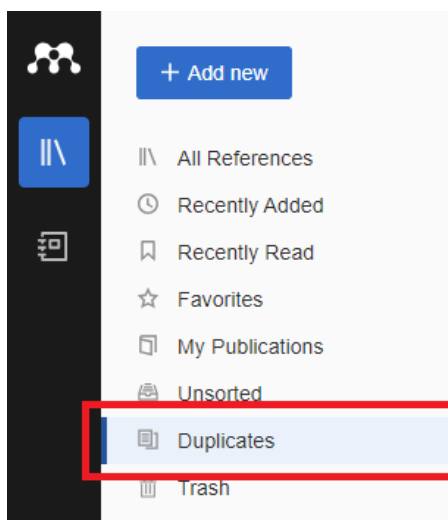 + Add new
All References
Recently Added
Recently Read
Favorites
My Publications
Unsorted
Duplicates
Trash